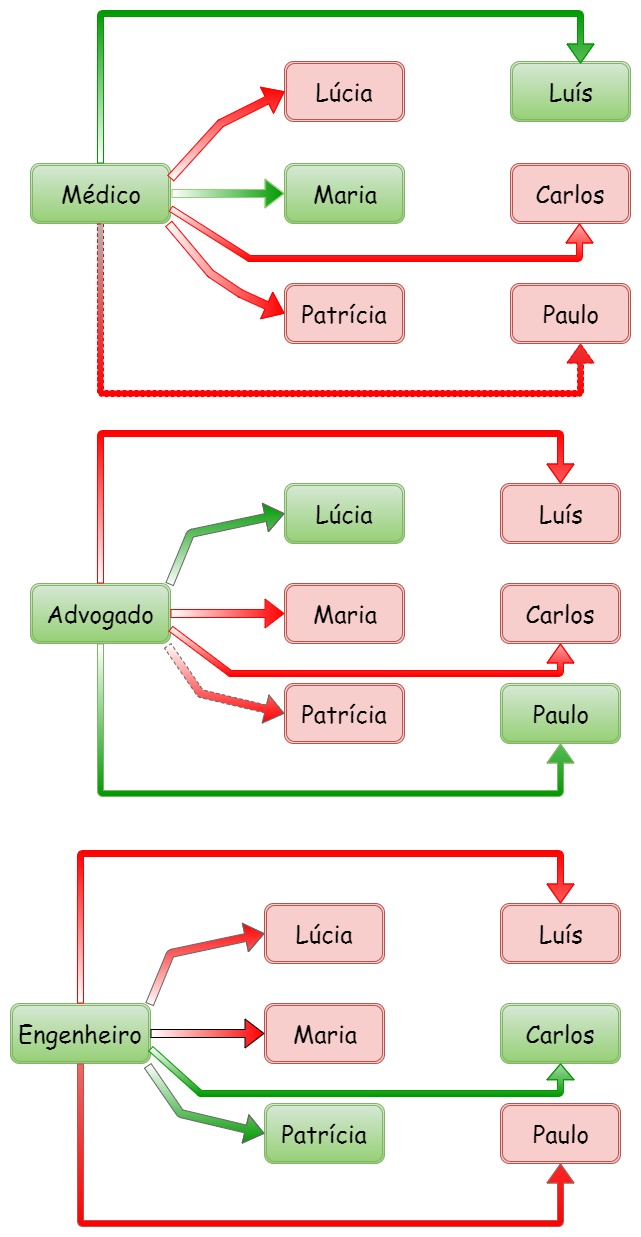 Lúcia
Luís
Médico
Maria
Carlos
Patrícia
Paulo
Lúcia
Luís
Advogado
Maria
Carlos
Patrícia
Paulo
Lúcia
Luís
Engenheiro
Maria
Carlos
Patrícia
Paulo